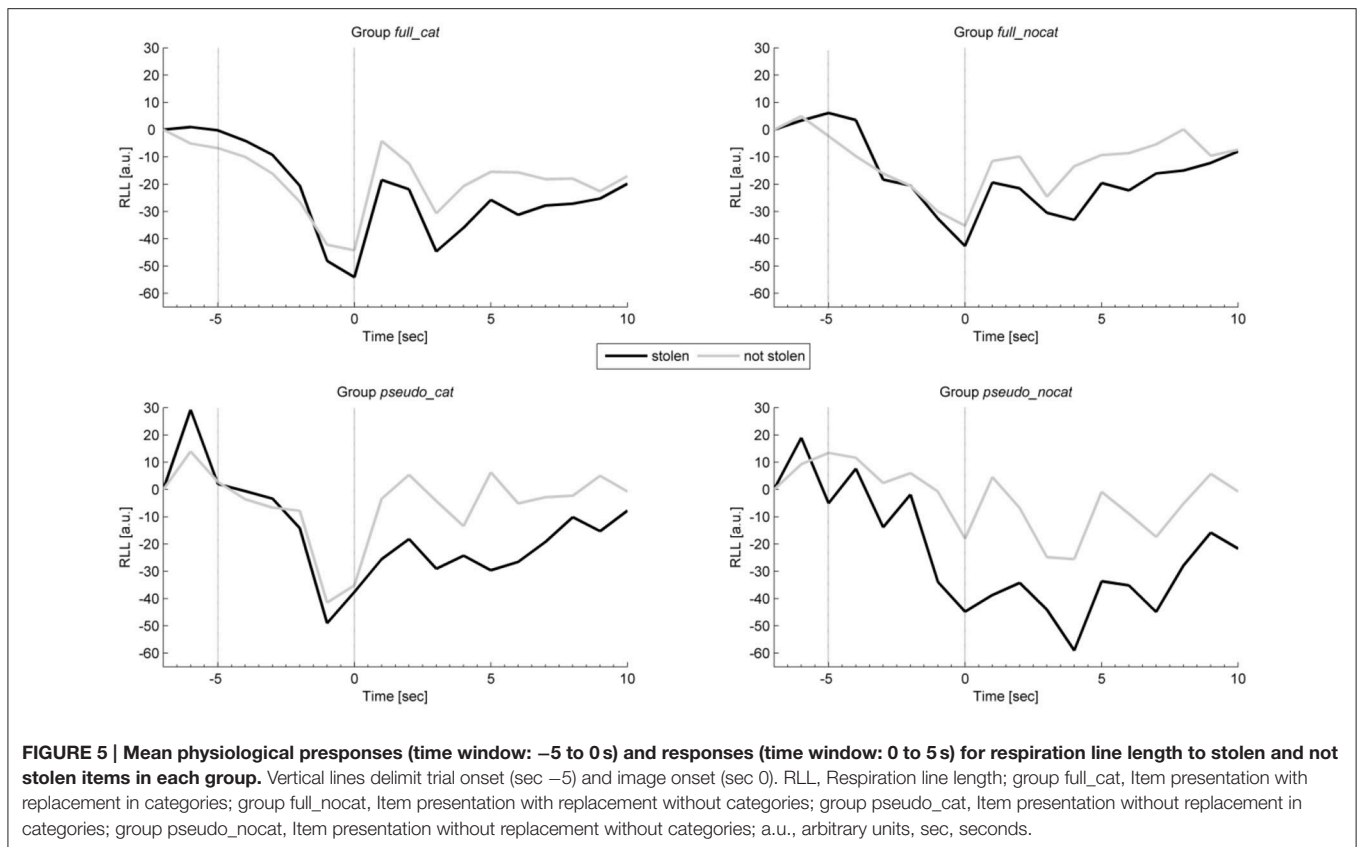 Group full_cat
30
20
10
0
-10
-20
-30
-40
-50
-60
RLL [a.u.]
-5 0 5 10
Time [sec]
Group full_nocat
30
20
10
0
-10
-20
-30
-40
-50
-60
RLL [a.u.]
-5 0 5 10
Time [sec]
stolen not stolen
Group pseudo_cat
30
20
10
0
-10
-20
-30
-40
-50
-60
RLL [a.u.]
-5 0 5 10
Time [sec]
Group pseudo_nocat
30
20
10
0
-10
-20
-30
-40
-50
-60
RLL [a.u.]
-5 0 5 10
Time [sec]
FIGURE 5 | Mean physiological presponses (time window: −5 to 0 s) and responses (time window: 0 to 5 s) for respiration line length to stolen and not
stolen items in each group. Vertical lines delimit trial onset (sec −5) and image onset (sec 0). RLL, Respiration line length; group full_cat, Item presentation with
replacement in categories; group full_nocat, Item presentation with replacement without categories; group pseudo_cat, Item presentation without replacement in
categories; group pseudo_nocat, Item presentation without replacement without categories; a.u., arbitrary units, sec, seconds.